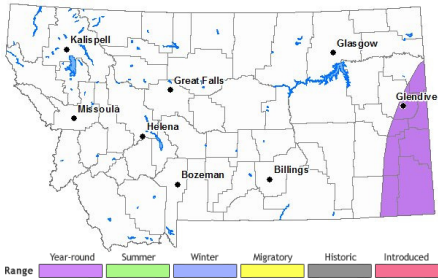 Kalispell
Glasgow
Great Falls
Glendive
Missoula
Helena
Billings
Bozeman
Year-round Summer Winter Migratory Historic Introduced
Range